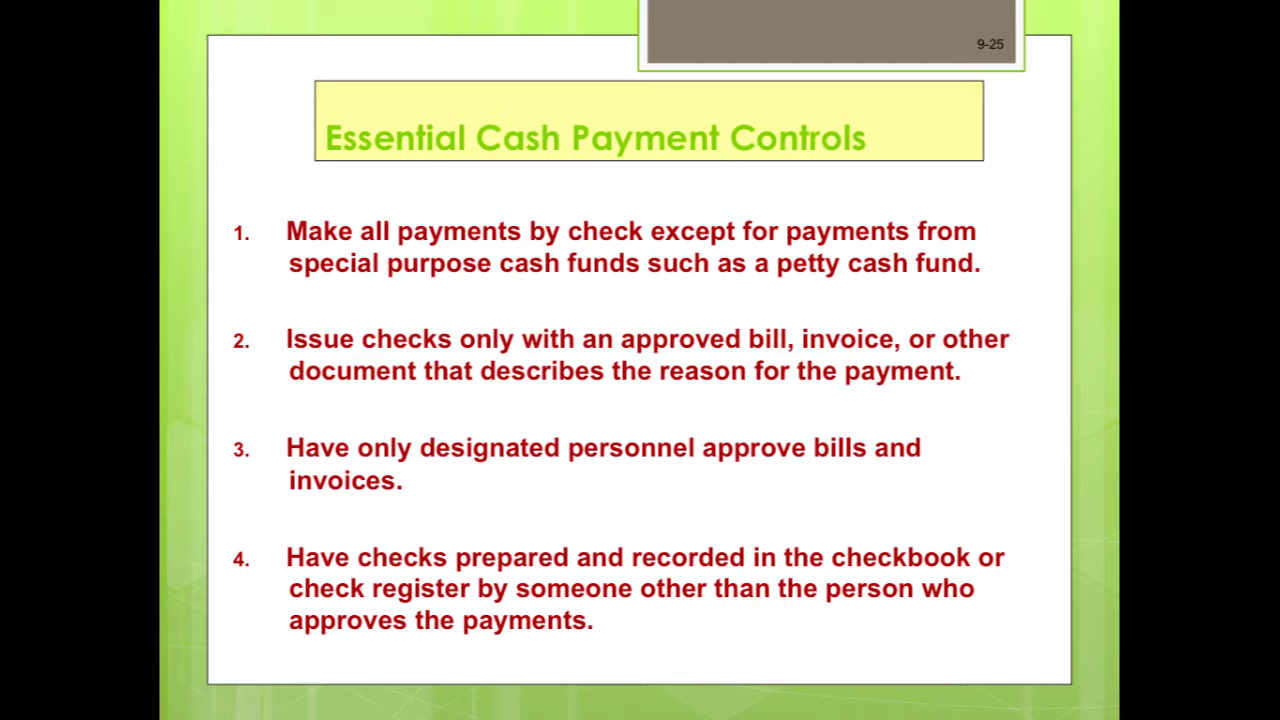 9-25
Essential Cash Payment Controls
1. Make all payments by check except for payments from
special purpose cash funds such as a petty cash fund.
2. Issue checks only with an approved bill, invoice, or other
document that describes the reason for the payment.
3. Have only designated personnel approve bills and
invoices.
4. Have checks prepared and recorded in the checkbook or
check register by someone other than the person who
approves the payments.